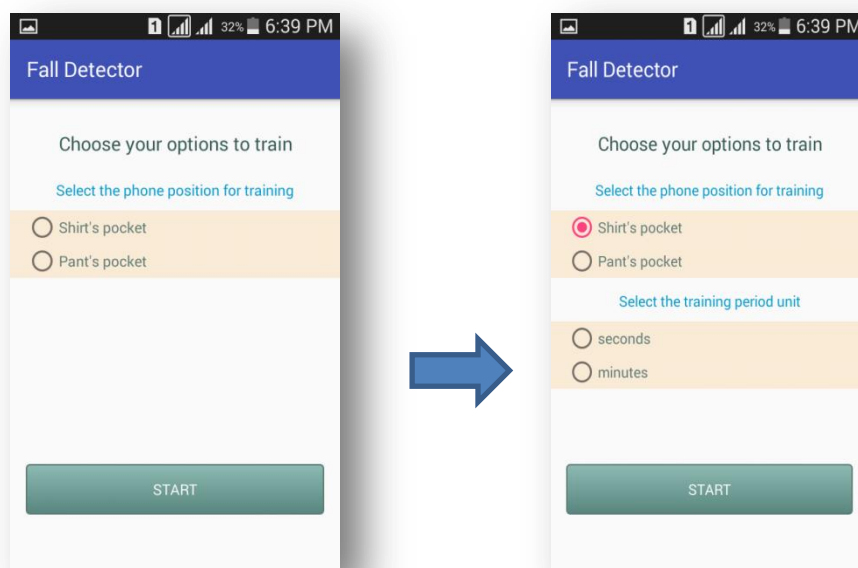 1 32% 6:39 PM
Fall Detector
Choose your options to train
Select the phone position for training
Shirt's pocket
Pant's pocket
START
1 32% 6:39 PM
Fall Detector
Choose your options to train
Select the phone position for training
Shirt's pocket
Pant's pocket
Select the training period unit
seconds
minutes
START